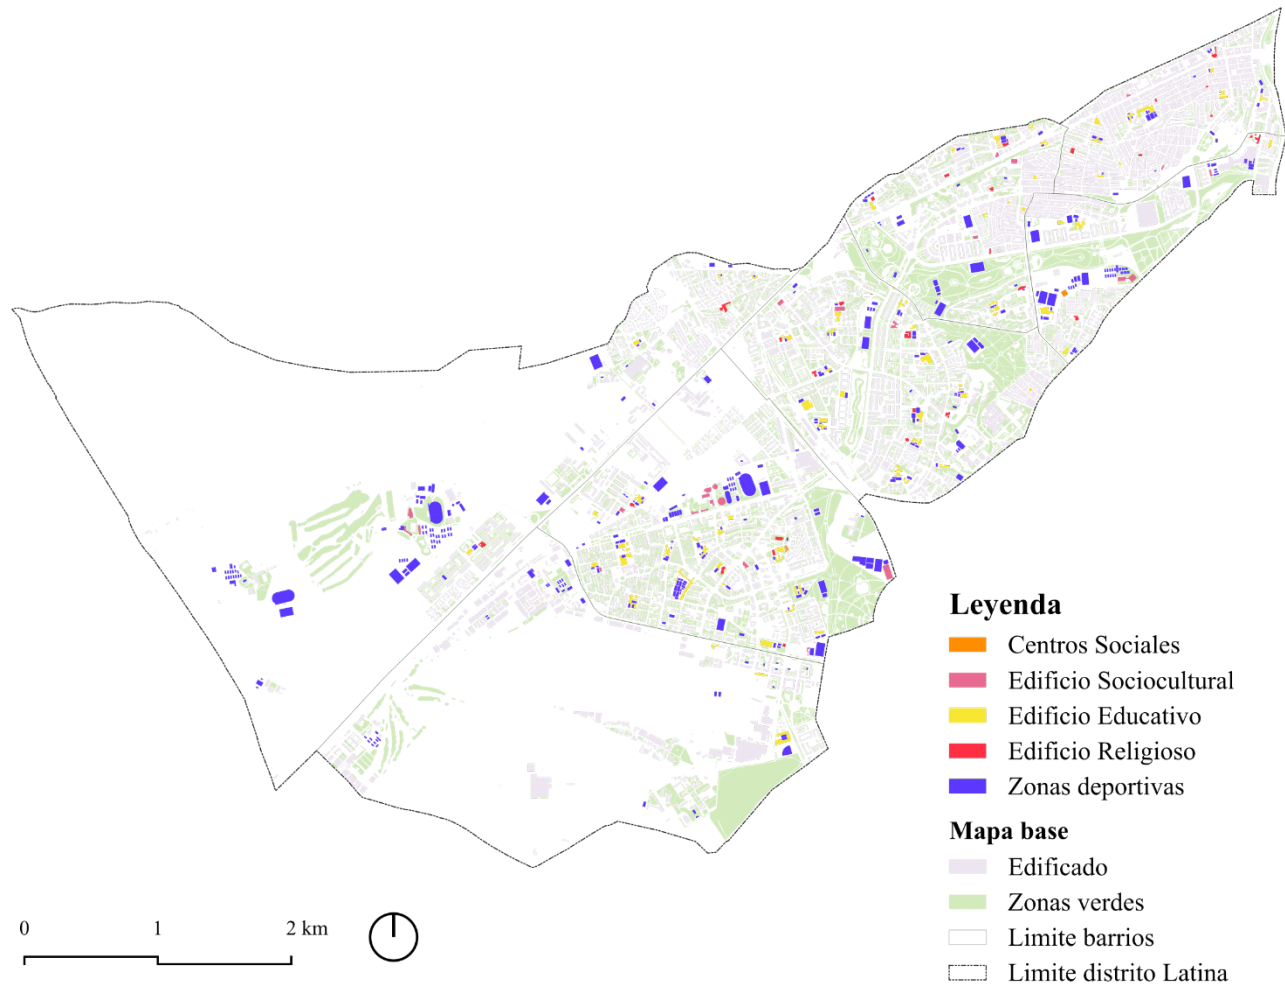 Leyenda
Centros Sociales
Edificio Sociocultural
Edificio Educativo
Edificio Religioso
Zonas deportivas
Mapa base
Edificado
Zonas verdes
Limite barrios
Limite distrito Latina
0 1 2 km